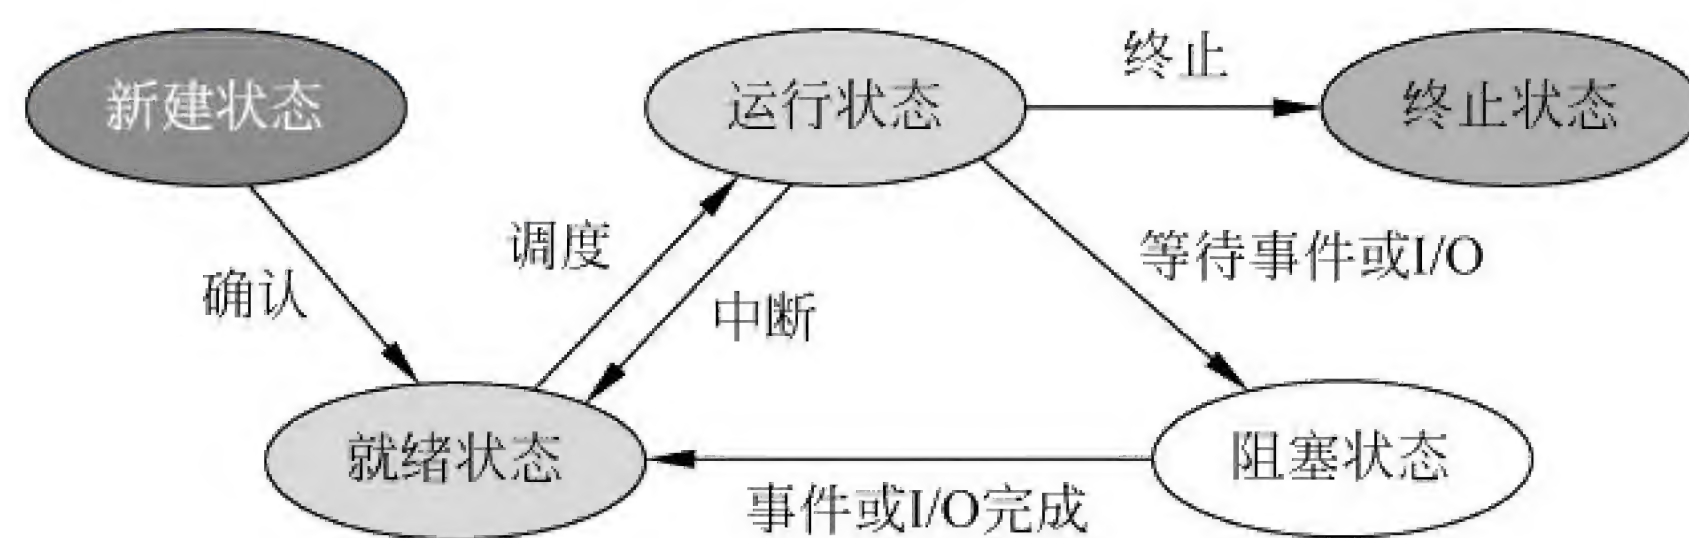 新建状态
运行状态
终止
终止状态
确认
调度
中断
等待事件或I/O
就绪状态
事件或I/O完成
阻塞状态